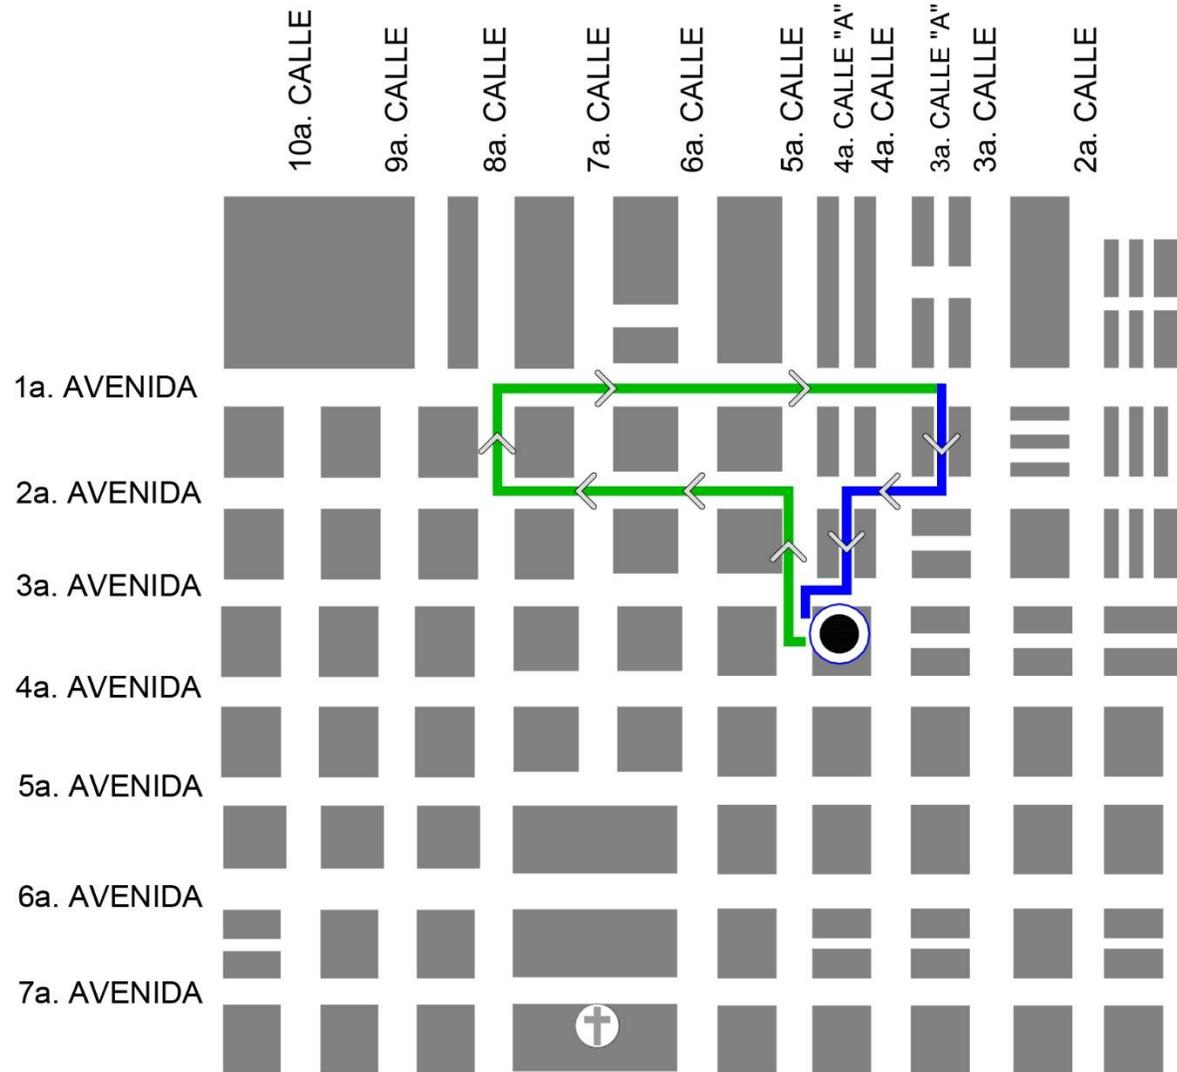 10a. CALLE
9a. CALLE
8a. CALLE
7a. CALLE
6a. CALLE
5a. CALLE
4a. CALLE "A"
4a. CALLE
3a. CALLE "A"
3a. CALLE
2a. CALLE
1a. AVENIDA
2a. AVENIDA
3a. AVENIDA
4a. AVENIDA
5a. AVENIDA
6a. AVENIDA
7a. AVENIDA